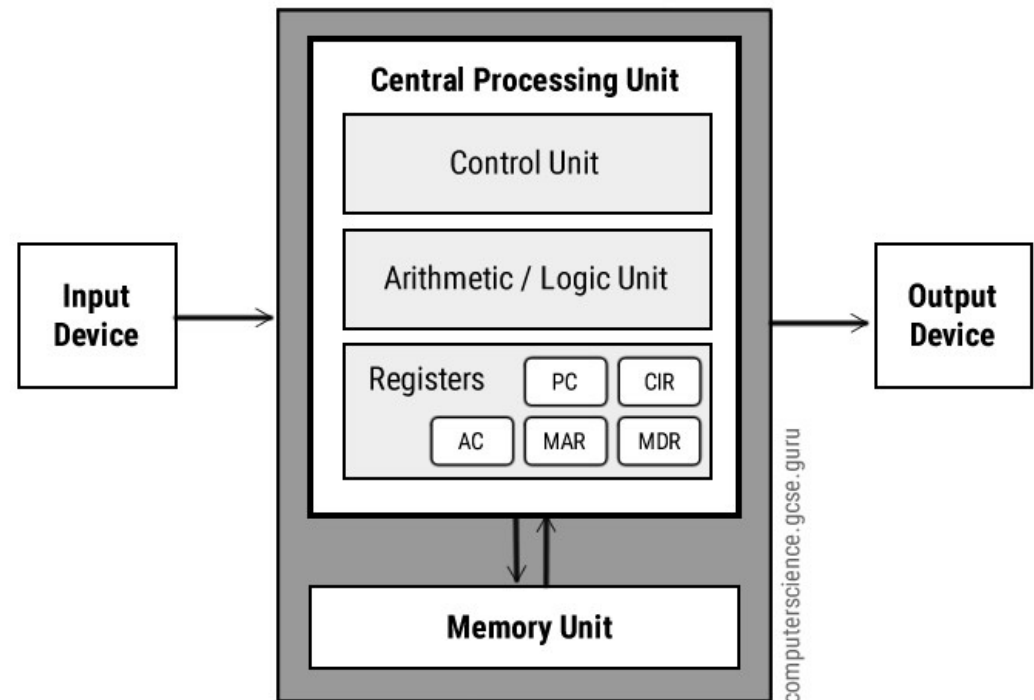 Central Processing Unit
Control Unit
Arithmetic / Logic Unit
Registers PC CIR
AC MAR MDR
Input
Device
Output
Device
Memory Unit
computerscience.gcse.guru